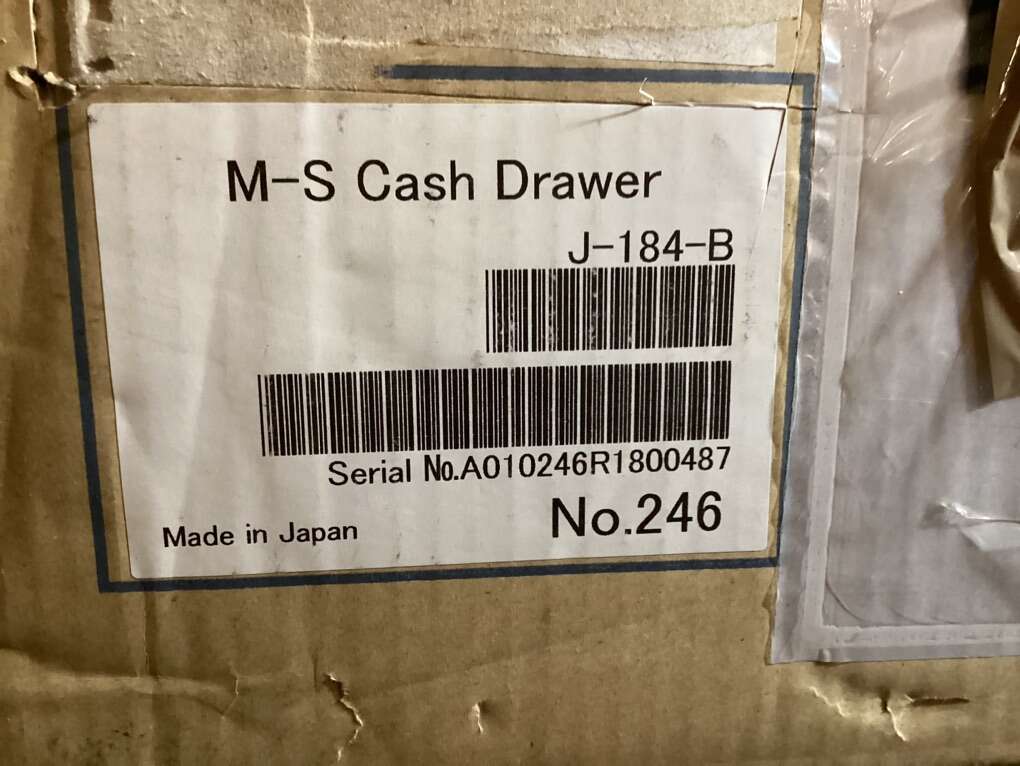 M-S Cash Drawer
J-184-B
Serial No.A010246R1800487
No.246
Made in Japan